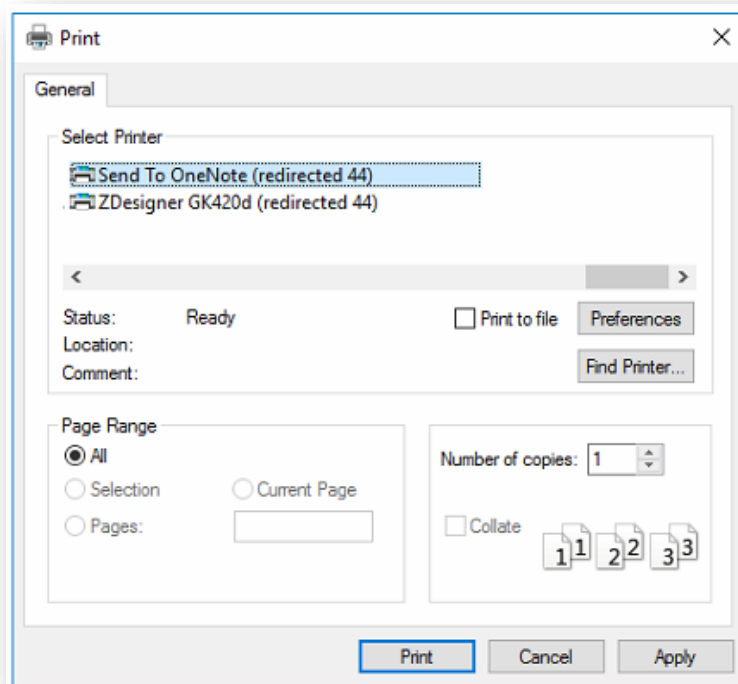 Print
General
Select Printer
Send To OneNote (redirected 44)
ZDesigner GK420d (redirected 44)
Status: Ready
Print to file
Preferences
Location:
Comment:
Find Printer...
Page Range
All
Selection
Current Page
Pages:
Number of copies: 1
Collate
1 1 2 2 3 3
Print
Cancel
Apply